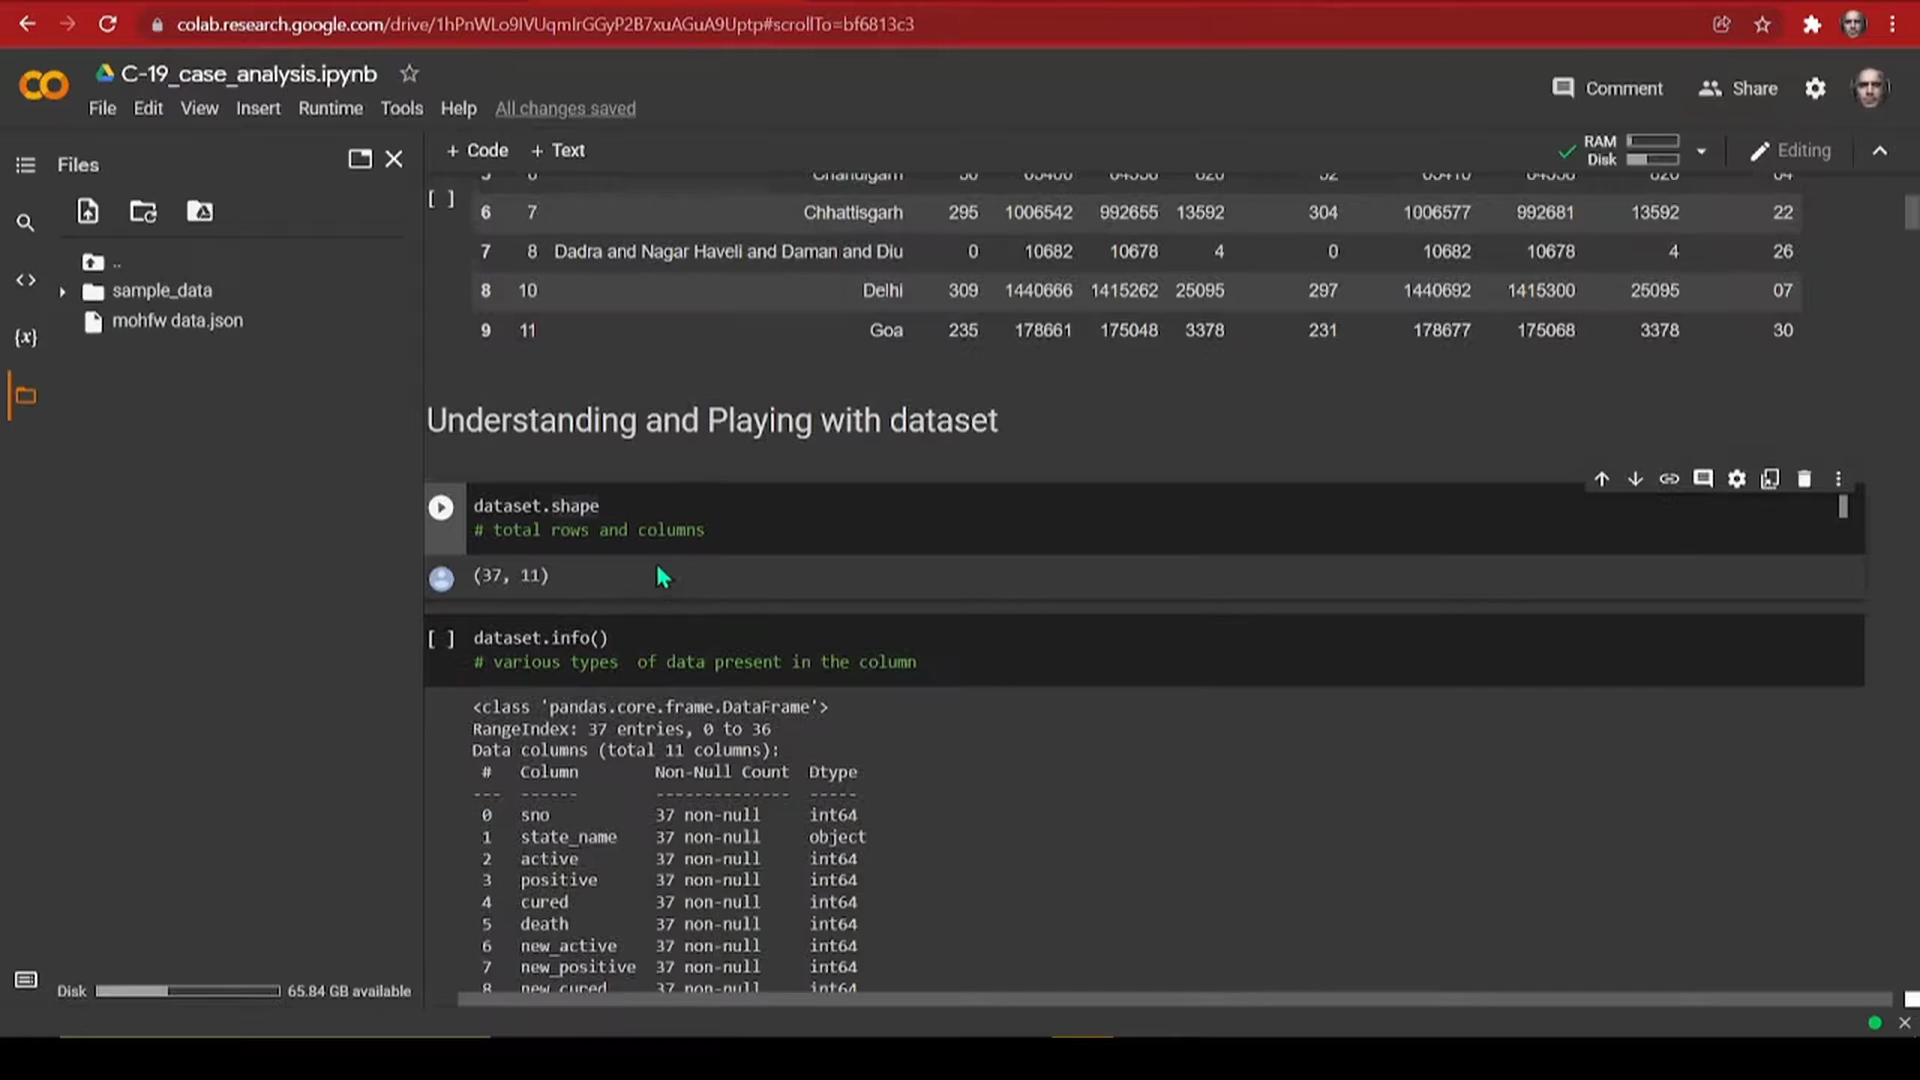 colab.research.google.com/drive/1hPnWLo9IVUqmIrGGyP2B7xuAGuA9Uptp#scrollTo=bf6813c3
C-19_case_analysis.ipynb
File Edit View Insert Runtime Tools Help All changes saved
Comment Share
Files
+ Code + Text
RAM
Disk
Editing
..
sample_data
mohfw data.json
[ ]
6 7 Chhattisgarh 295 1006542 992655 13592 304 1006577 992681 13592 22
7 8 Dadra and Nagar Haveli and Daman and Diu 0 10682 10678 4 0 10682 10678 4 26
8 10 Delhi 309 1440666 1415262 25095 297 1440692 1415300 25095 07
9 11 Goa 235 178661 175048 3378 231 178677 175068 3378 30
Understanding and Playing with dataset
dataset.shape
# total rows and columns
(37, 11)
[ ] dataset.info()
# various types  of data present in the column
<class 'pandas.core.frame.DataFrame'>
RangeIndex: 37 entries, 0 to 36
Data columns (total 11 columns):
# Column Non-Null Count Dtype
--- ------ -------------- -----
0 sno 37 non-null int64
1 state_name 37 non-null object
2 active 37 non-null int64
3 positive 37 non-null int64
4 cured 37 non-null int64
5 death 37 non-null int64
6 new_active 37 non-null int64
7 new_positive 37 non-null int64
8 new_cured 37 non-null int64
Disk 65.84 GB available